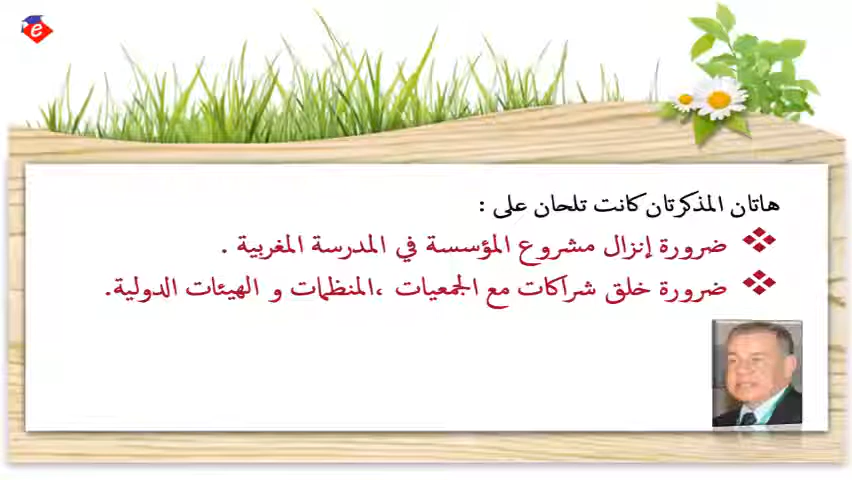 e
هاتان المذكرتان كانت تلحان على :
ضرورة إنزال مشروع المؤسسة في المدرسة المغربية .
ضرورة خلق شراكات مع الجمعيات ،المنظمات و الهيئات الدولية.